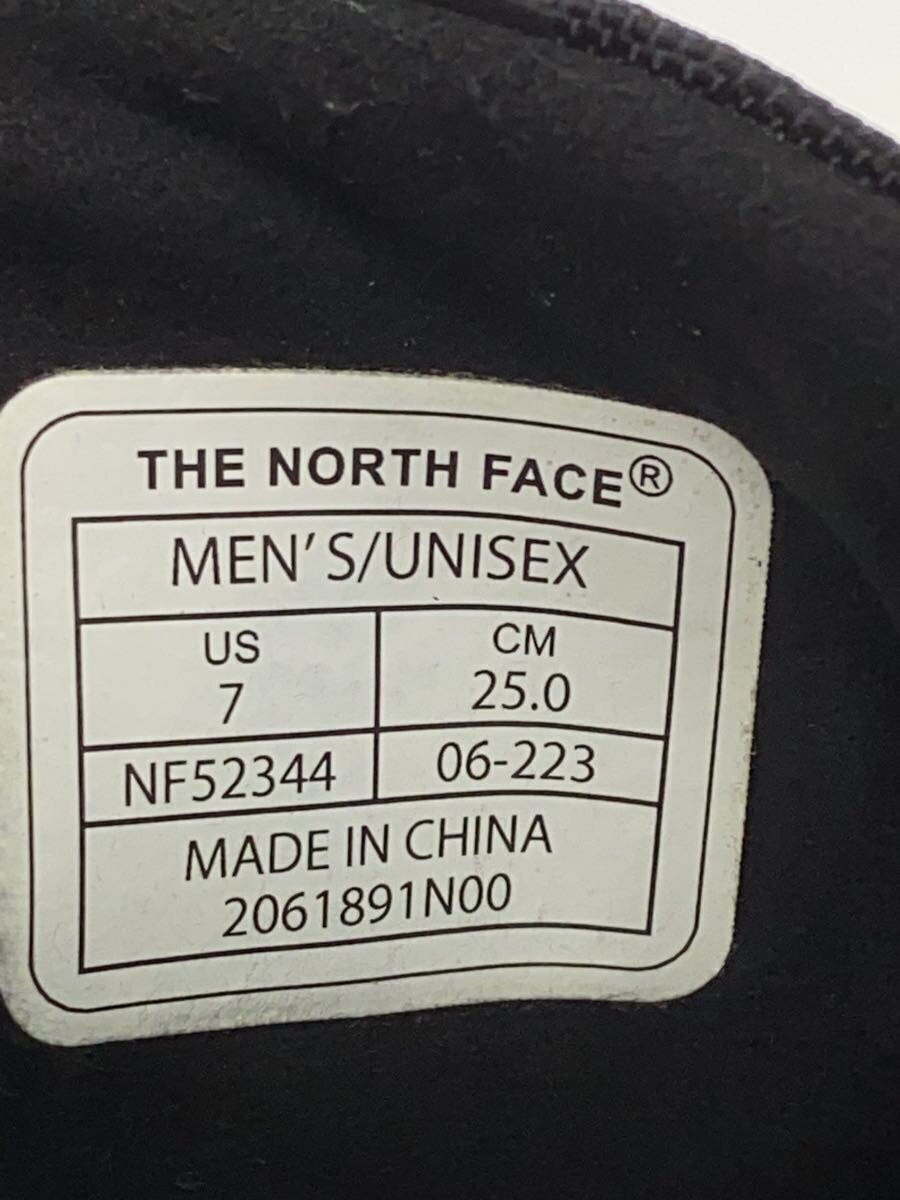 THE NORTH FACE®
MEN'S/UNISEX
US CM
7 25.0
NF52344 06-223
MADE IN CHINA
2061891N00